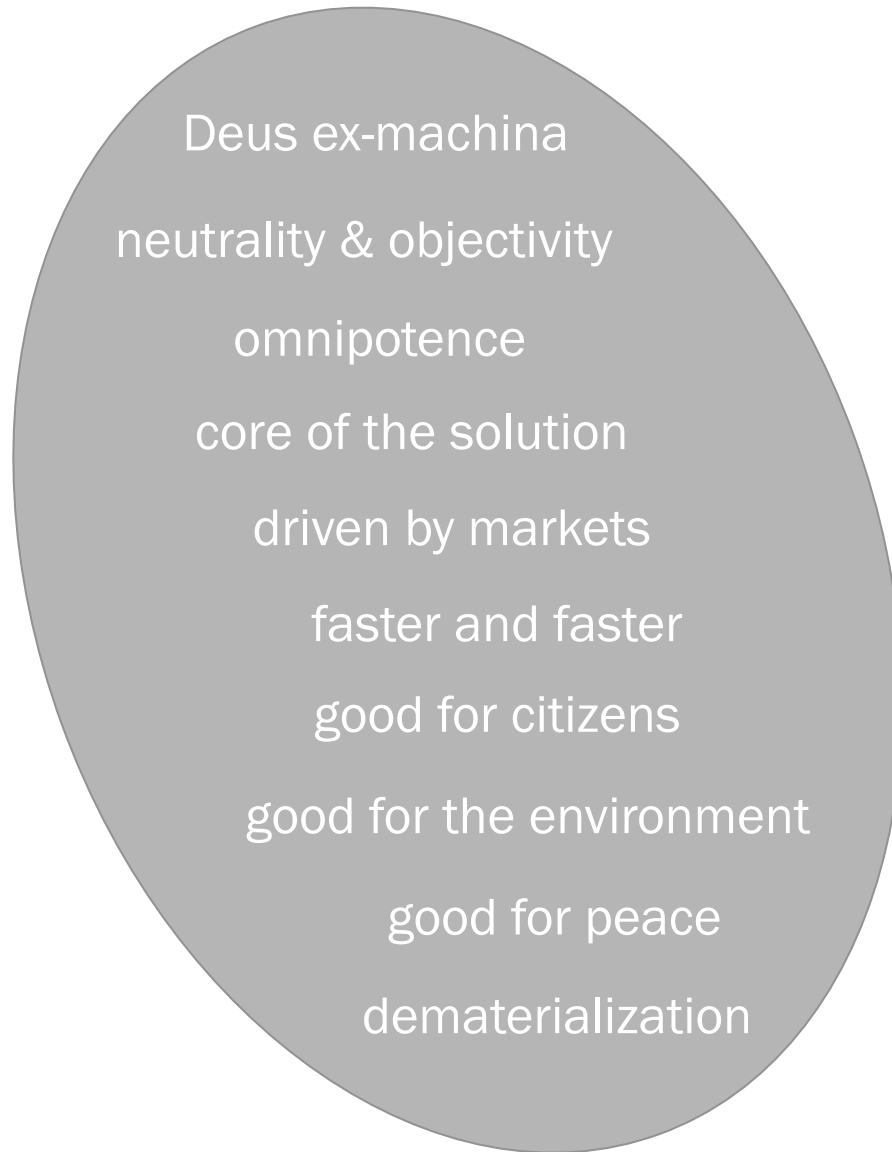 Deus ex-machina
neutrality & objectivity
omnipotence
core of the solution
driven by markets
faster and faster
good for citizens
good for the environment
good for peace
dematerialization